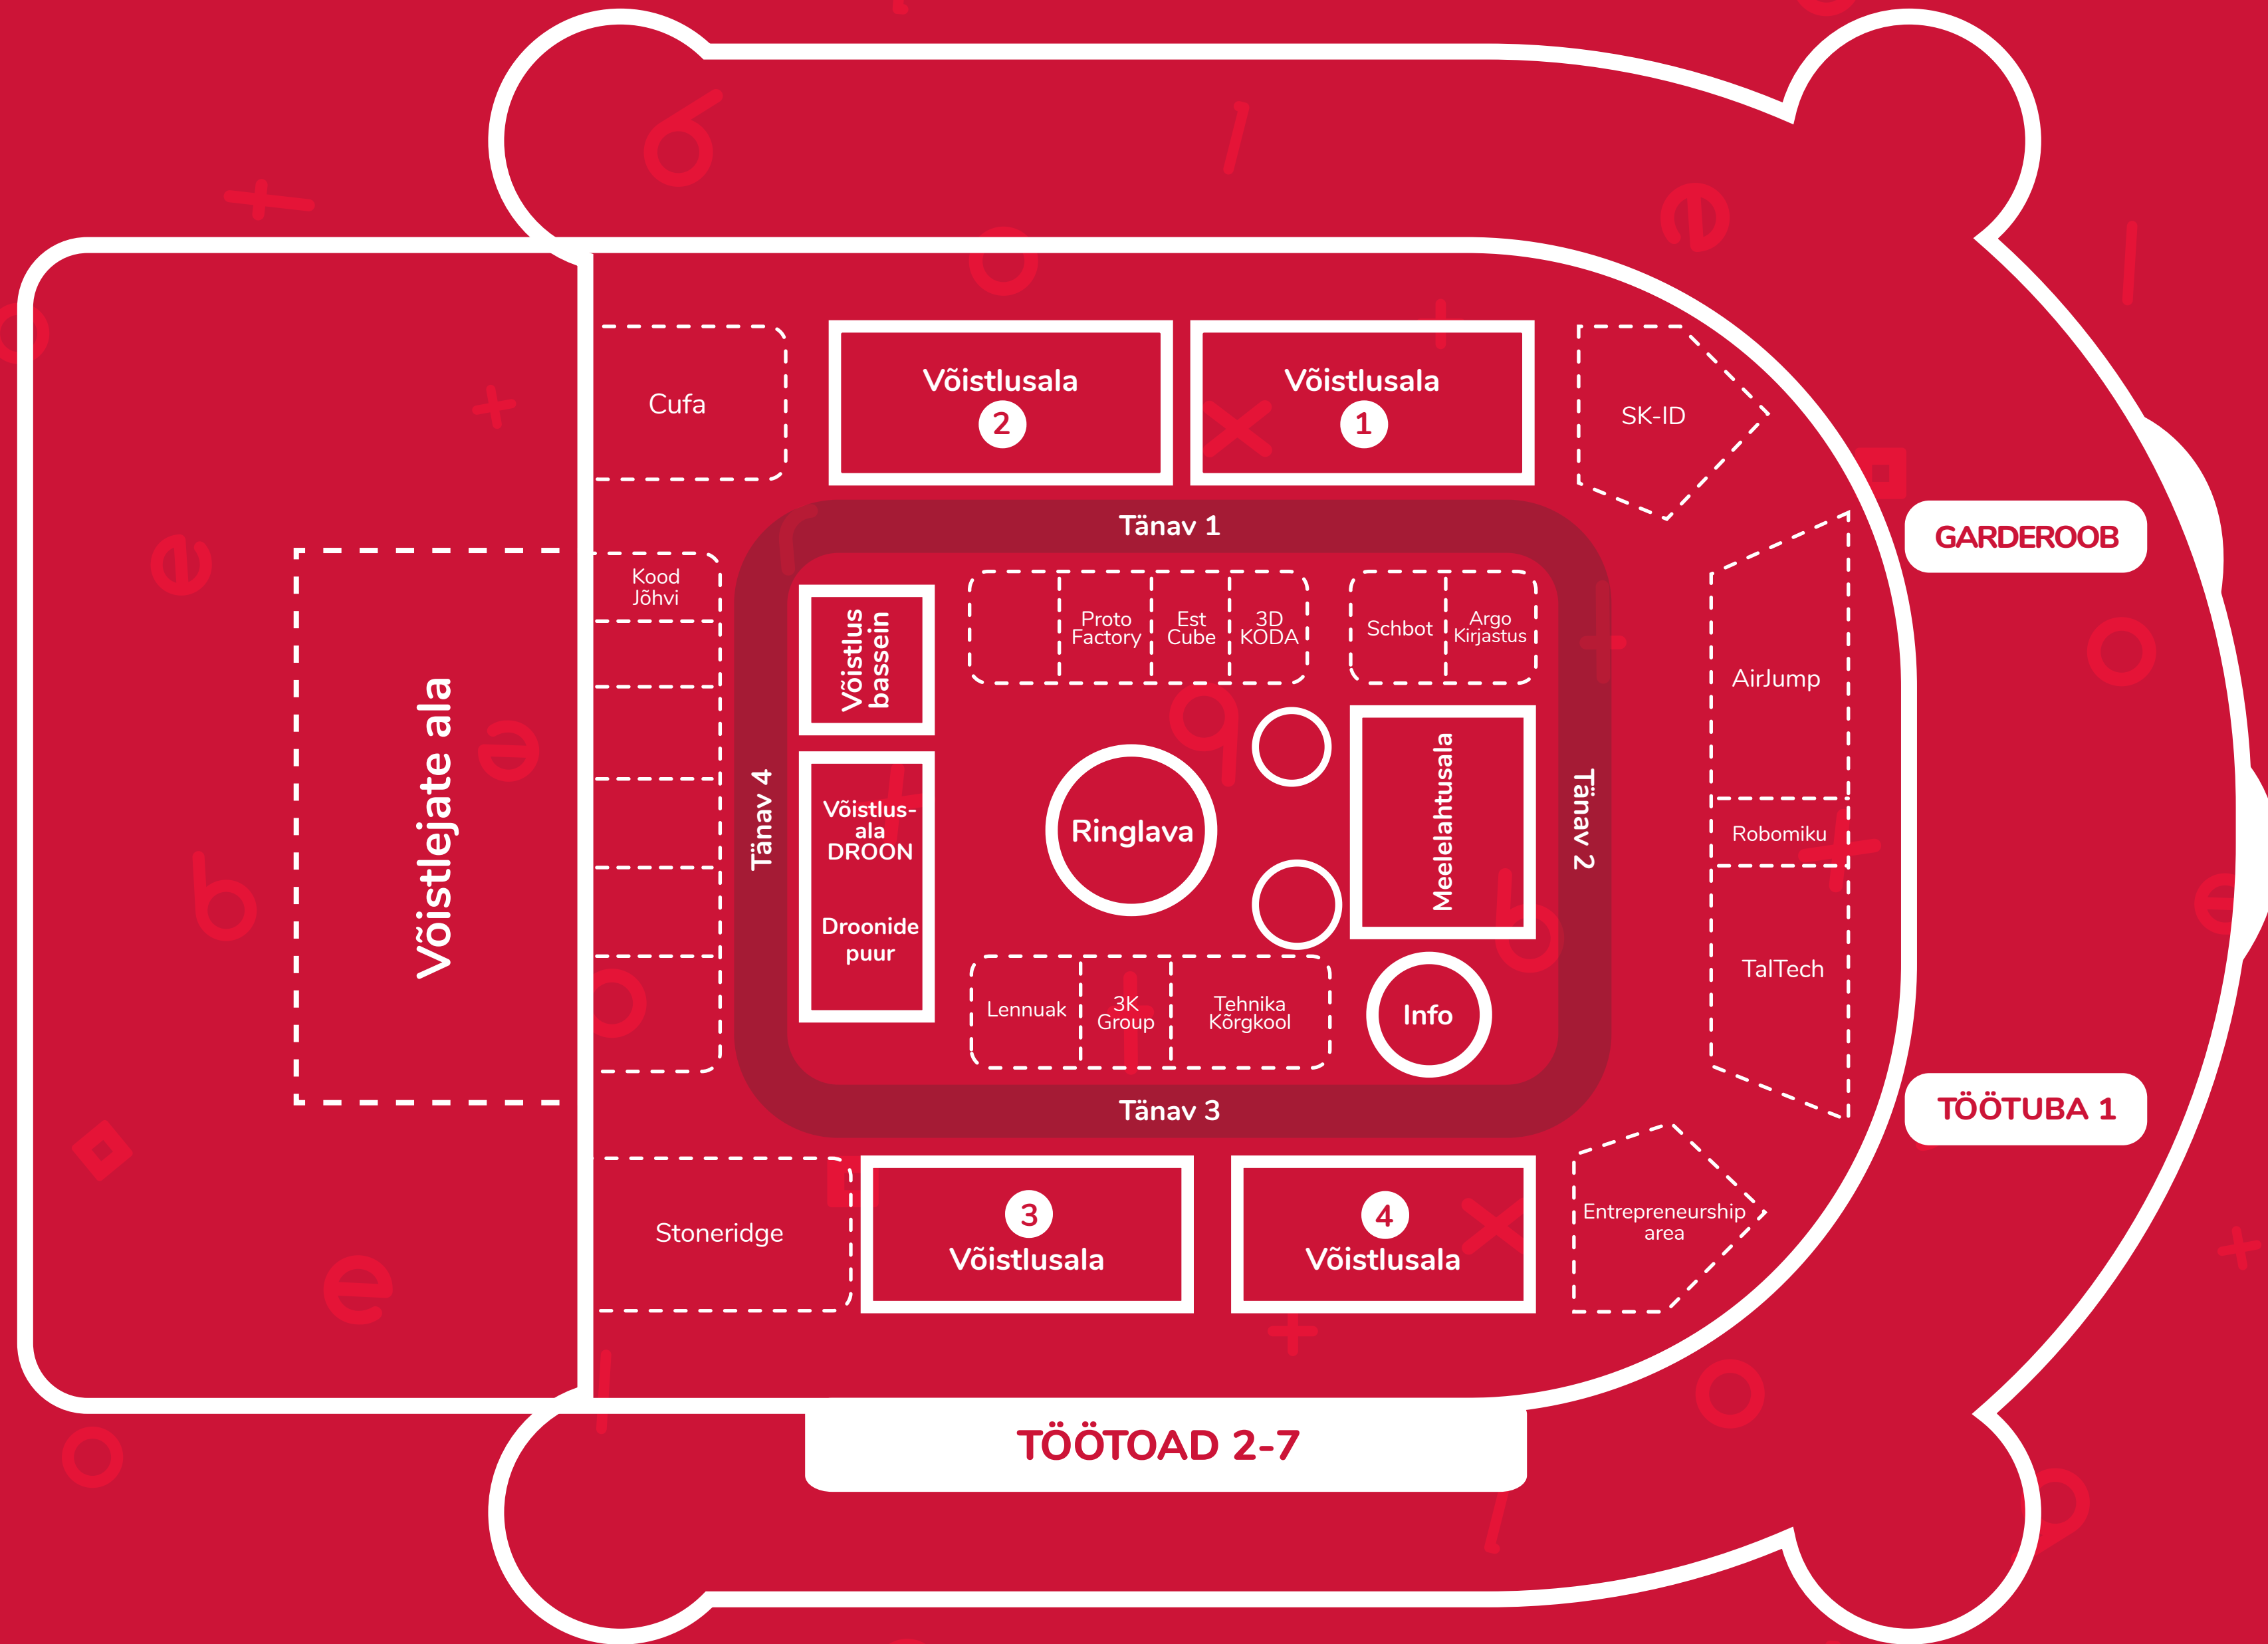 Cufa
Võistlusala
2
Võistlusala
1
SK-ID
Tänav 1
GARDEROOB
Kood
Jõhvi
Võistlus
bassein
Proto
Factory
Est
Cube
3D
KODA
Schbot
Argo
Kirjastus
AirJump
Võistlejate ala
Tänav 4
Võistlus-
ala
DROON
Droonide
puur
Ringlava
Meelelahtusala
Tänav 2
Robomiku
TalTech
Lennuak
3K
Group
Tehnika
Kõrgkool
Info
Tänav 3
TÖÖTUBA 1
Stoneridge
3
Võistlusala
4
Võistlusala
Entrepreneurship
area
TÖÖTOAD 2-7